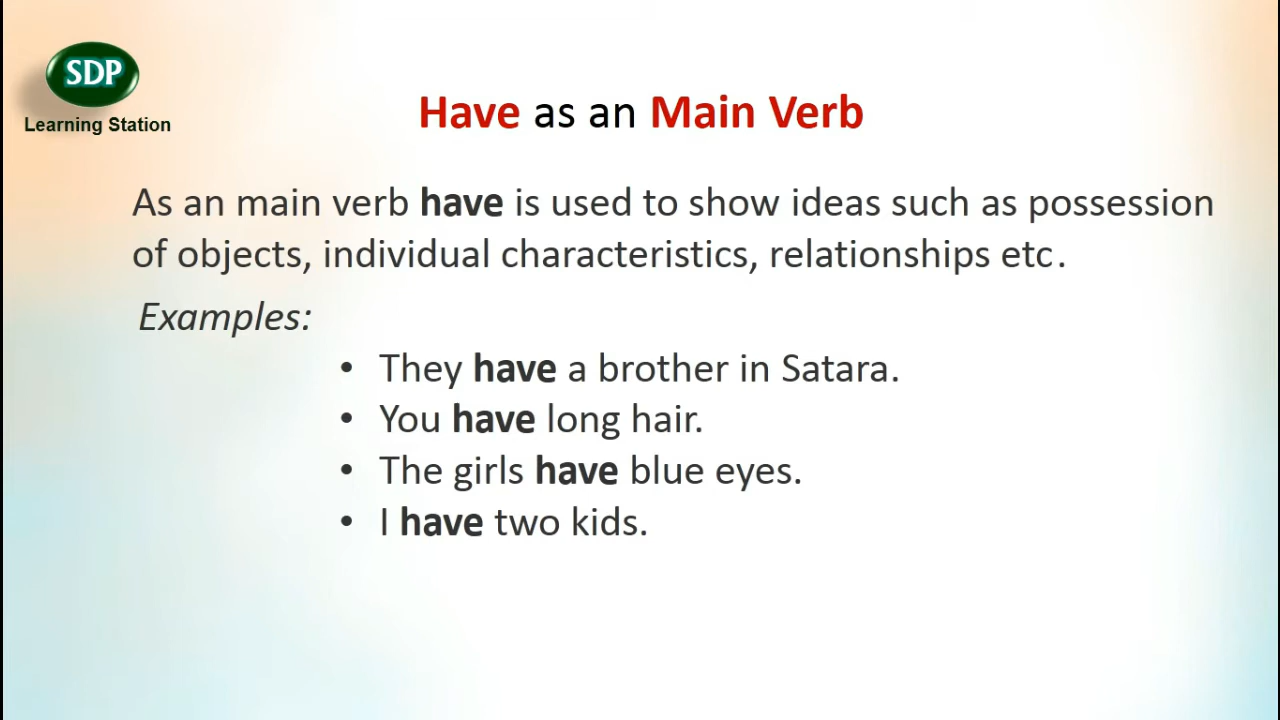 SDP
Learning Station
Have as an Main Verb
As an main verb have is used to show ideas such as possession
of objects, individual characteristics, relationships etc.
Examples:
• They have a brother in Satara.
• You have long hair.
• The girls have blue eyes.
• I have two kids.